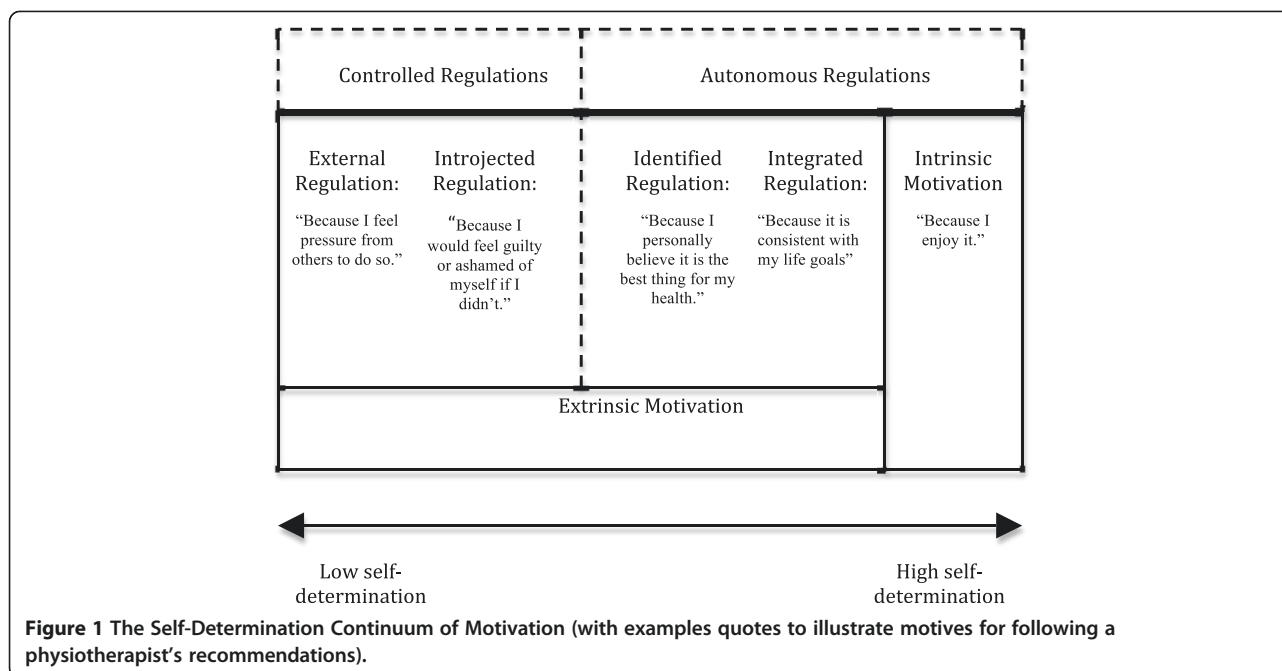 Controlled Regulations
Autonomous Regulations
External
Regulation:
“Because I feel
pressure from
others to do so.”
Introjected
Regulation:
“Because I
would feel guilty
or ashamed of
myself if I
didn’t.”
Identified
Regulation:
“Because I
personally
believe it is the
best thing for my
health.”
Integrated
Regulation:
“Because it is
consistent with
my life goals”
Intrinsic
Motivation
“Because I
enjoy it.”
Extrinsic Motivation
Low self-
determination
High self-
determination
Figure 1 The Self-Determination Continuum of Motivation (with examples quotes to illustrate motives for following a
physiotherapist’s recommendations).